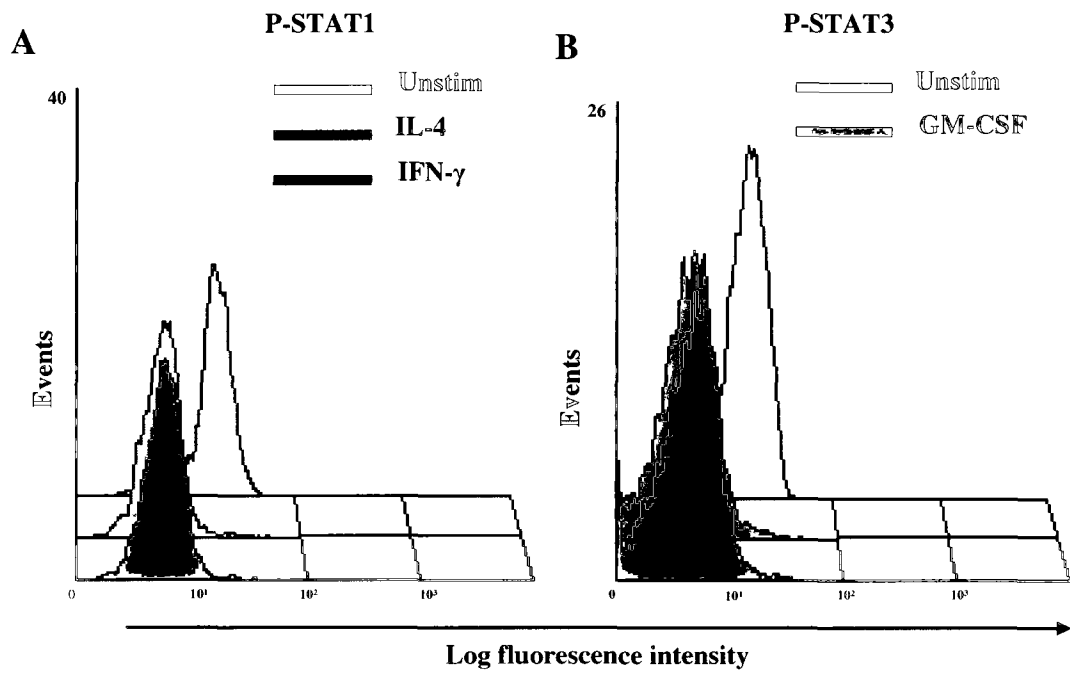 A
P-STAT1
Unstim
IL-4
IFN-γ
40
Events
0 10¹ 10² 10³
B
P-STAT3
Unstim
GM-CSF
26
Events
0 10¹ 10² 10³
Log fluorescence intensity